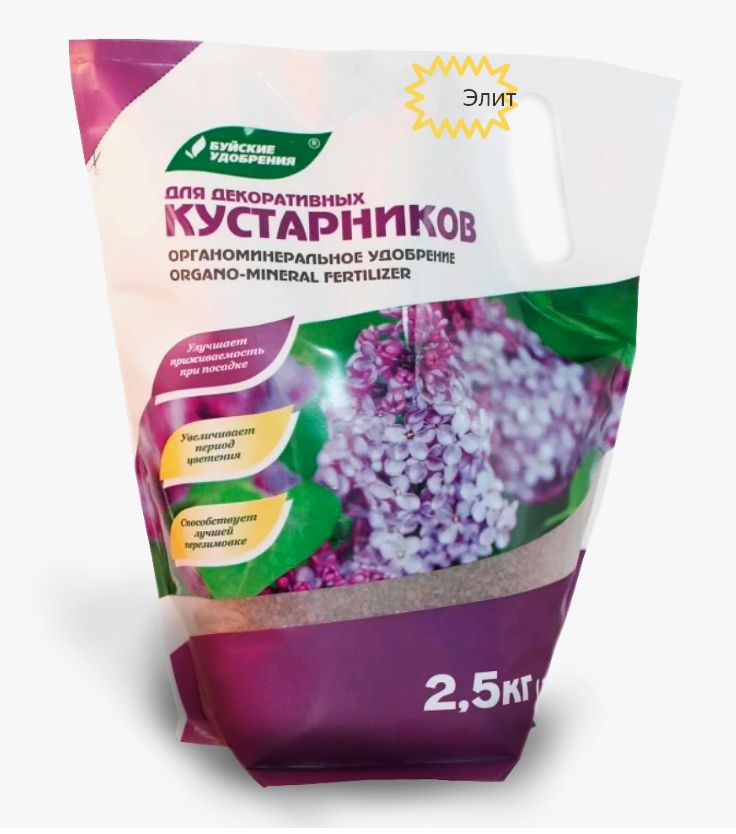 Элит
БУЙСКИЕ
УДОБРЕНИЯ
®
ДЛЯ ДЕКОРАТИВНЫХ
КУСТАРНИКОВ
ОРГАНОМИНЕРАЛЬНОЕ УДОБРЕНИЕ
ORGANO-MINERAL FERTILIZER
Улучшает
приживаемость
при посадке
Увеличивает
период
цветения
Способствует
лучшей
перезимовке
2,5кг